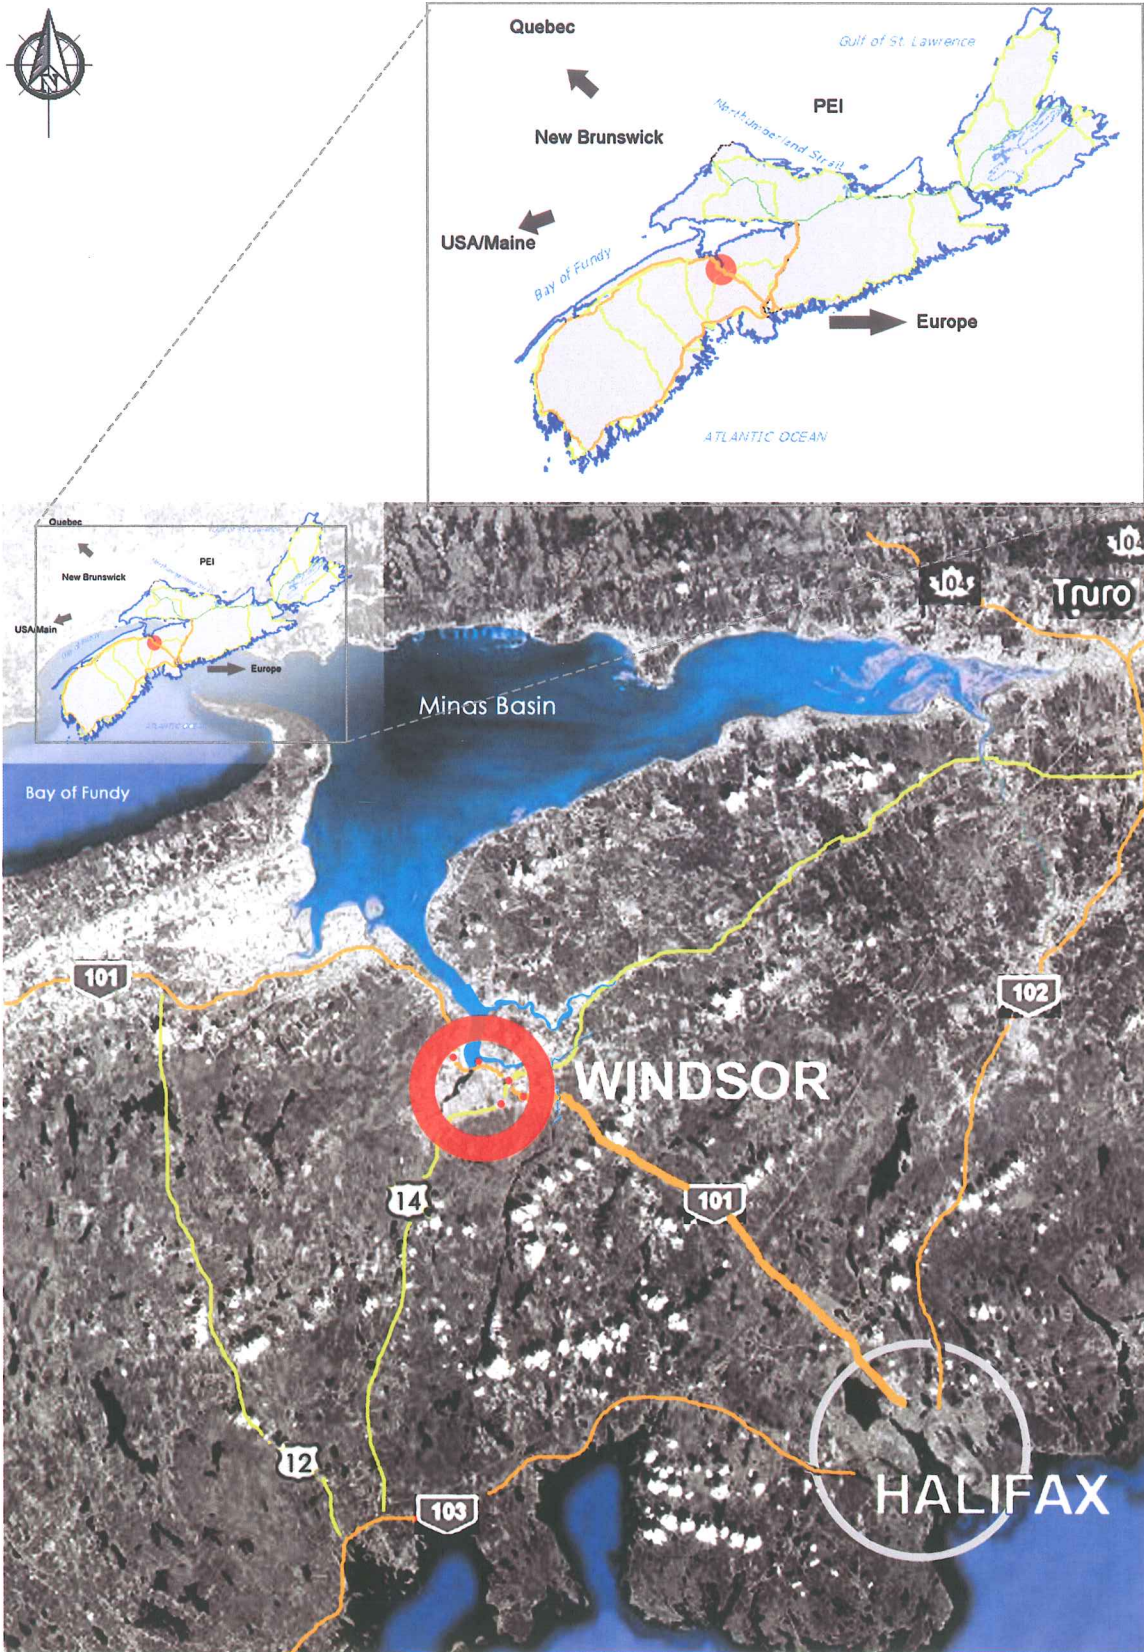 N
Quebec
Gulf of St. Lawrence
PEI
Northumberland Strait
New Brunswick
USA/Maine
Bay of Fundy
Europe
ATLANTIC OCEAN
Quebec
PEI
New Brunswick
USA/Main
Europe
104
104
Truro
Minas Basin
Bay of Fundy
101
102
WINDSOR
14
101
12
103
HALIFAX